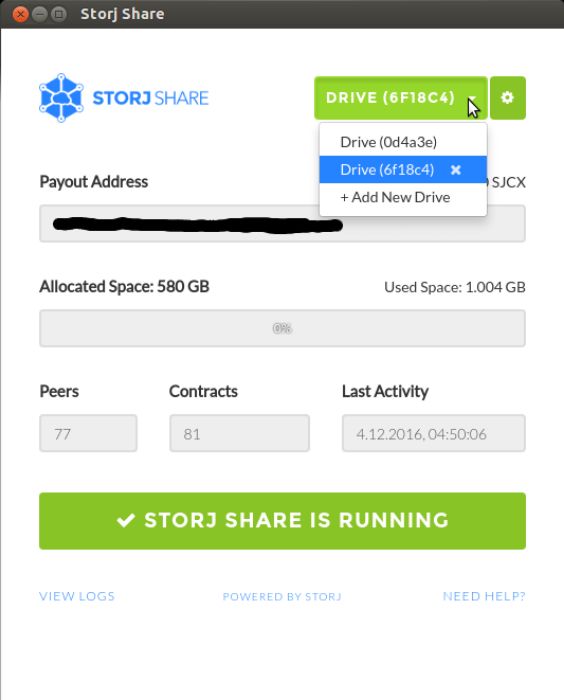 Storj Share
STORJ SHARE
DRIVE (6F18C4)
Drive (0d4a3e)
Drive (6f18c4)
+ Add New Drive
Payout Address
SJCX
Allocated Space: 580 GB
Used Space: 1.004 GB
0%
Peers
Contracts
Last Activity
77
81
4.12.2016, 04:50:06
STORJ SHARE IS RUNNING
VIEW LOGS
POWERED BY STORJ
NEED HELP?